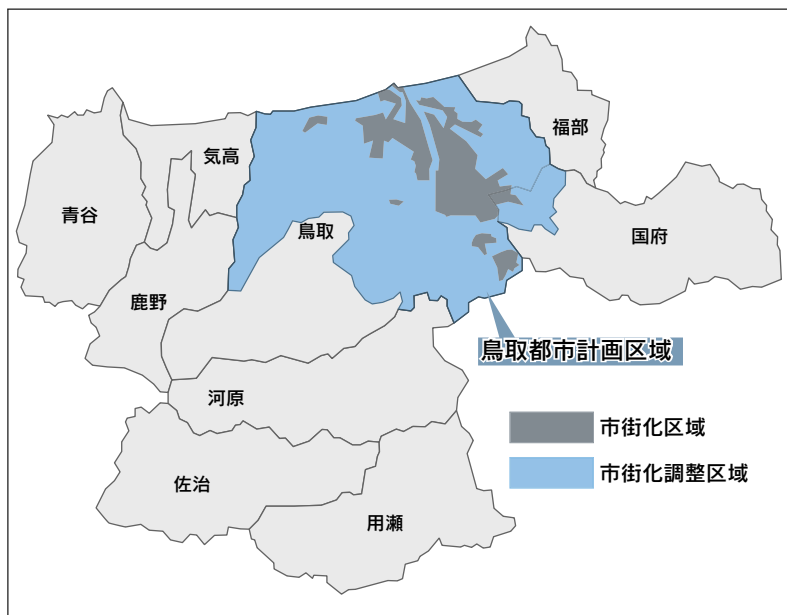 福部
気高
青谷
鳥取
国府
鹿野
鳥取都市計画区域
河原
市街化区域
市街化調整区域
佐治
用瀬